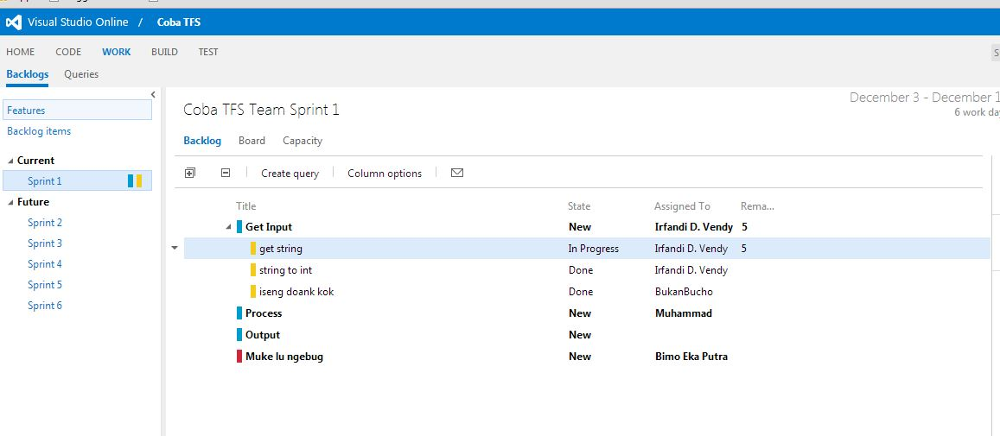 Visual Studio Online / Coba TFS
HOME CODE WORK BUILD TEST
Backlogs Queries
Features
Backlog items
Current
Sprint 1
Future
Sprint 2
Sprint 3
Sprint 4
Sprint 5
Sprint 6
Coba TFS Team Sprint 1
December 3 - December 1
6 work day
Backlog Board Capacity
Create query Column options
Title State Assigned To Rema...
Get Input New Irfandi D. Vendy 5
get string In Progress Irfandi D. Vendy 5
string to int Done Irfandi D. Vendy
iseng doank kok Done BukanBucho
Process New Muhammad
Output New
Muke lu ngebug New Bimo Eka Putra